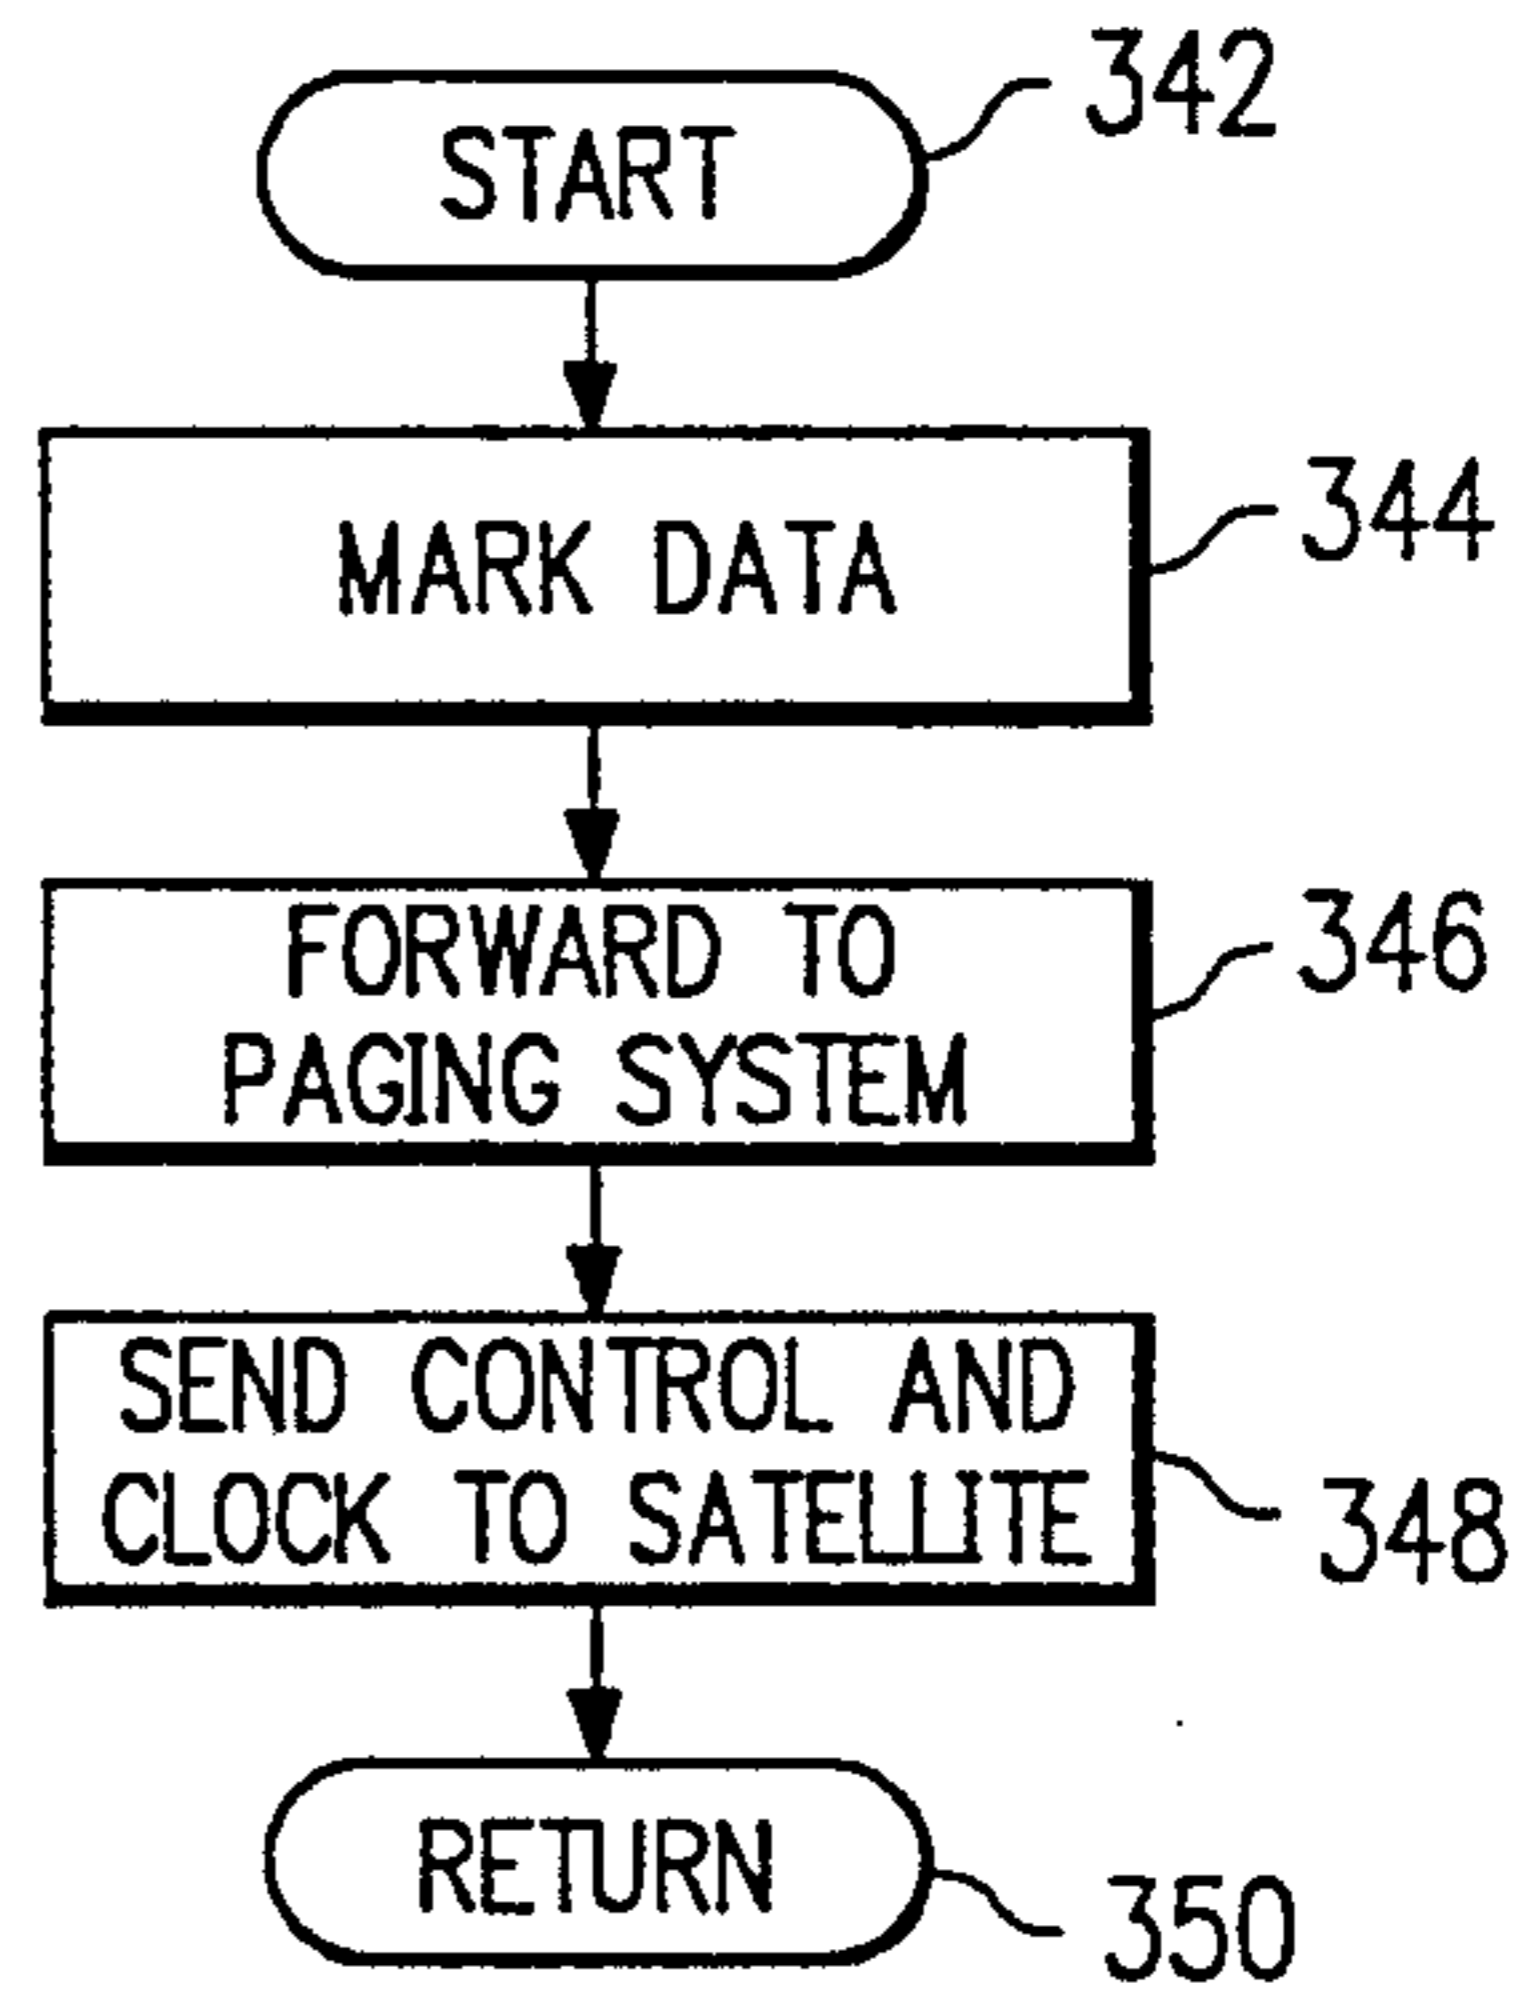 START
342
MARK DATA
344
FORWARD TO
PAGING SYSTEM
346
SEND CONTROL AND
CLOCK TO SATELLITE
348
RETURN
350